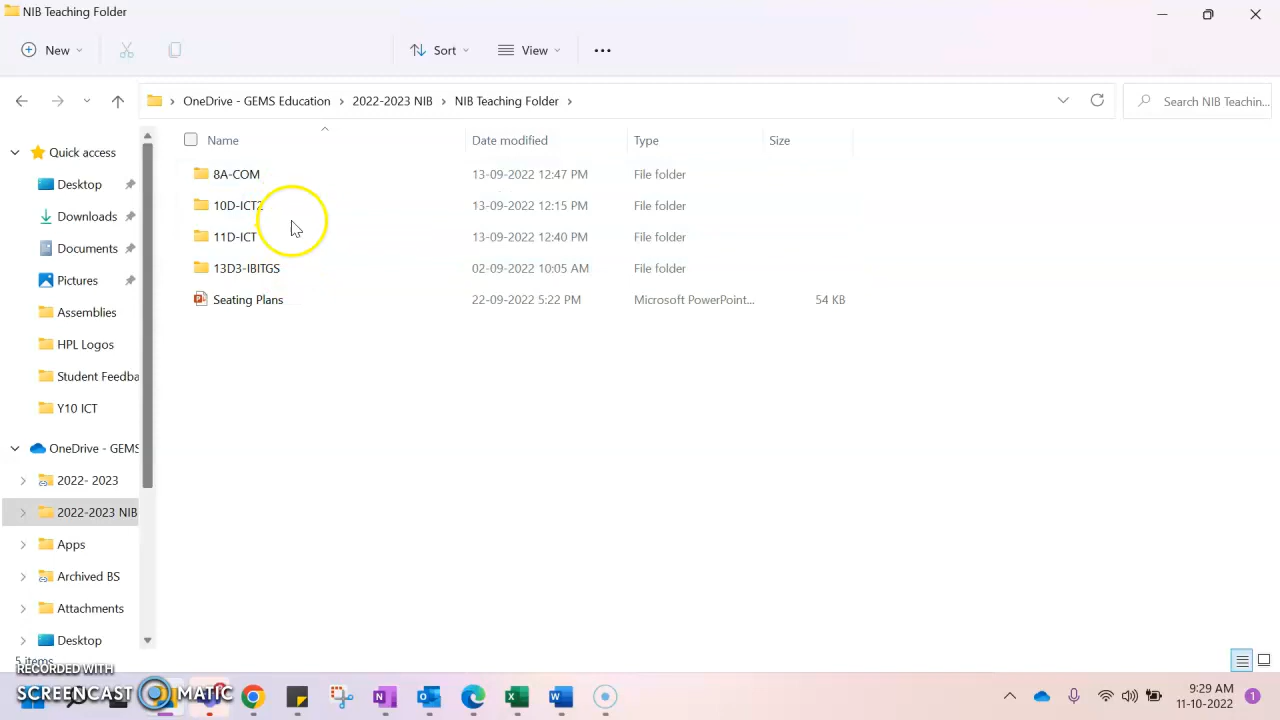 NIB Teaching Folder
New Sort View
OneDrive - GEMS Education 2022-2023 NIB NIB Teaching Folder Search NIB Teachin...
Quick access
Desktop
Downloads
Documents
Pictures
Assemblies
HPL Logos
Student Feedba
Y10 ICT
OneDrive - GEMS
2022- 2023
2022-2023 NIB
Apps
Archived BS
Attachments
Desktop
Name Date modified Type Size
8A-COM 13-09-2022 12:47 PM File folder
10D-ICT2 13-09-2022 12:15 PM File folder
11D-ICT 13-09-2022 12:40 PM File folder
13D3-IBITGS 02-09-2022 10:05 AM File folder
Seating Plans 22-09-2022 5:22 PM Microsoft PowerPoint... 54 KB
5 items
RECORDED WITH
SCREENCAST MATIC
9:29 AM
11-10-2022
1